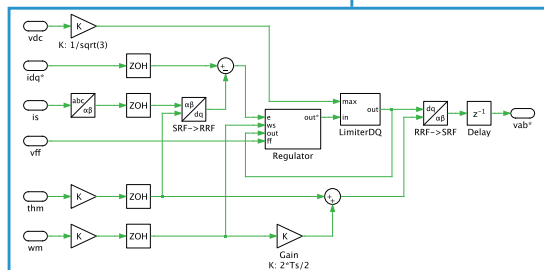 vdc
K
K: 1/sqrt(3)
idq*
ZOH
+
−
is
abc
αβ
ZOH
αβ
dq
SRF->RRF
vff
e
ws
out
ff
out*
Regulator
max
in
out
LimiterDQ
dq
αβ
RRF->SRF
z⁻¹
Delay
vab*
thm
K
ZOH
+
+
wm
K
ZOH
K
Gain
K: 2*Ts/2